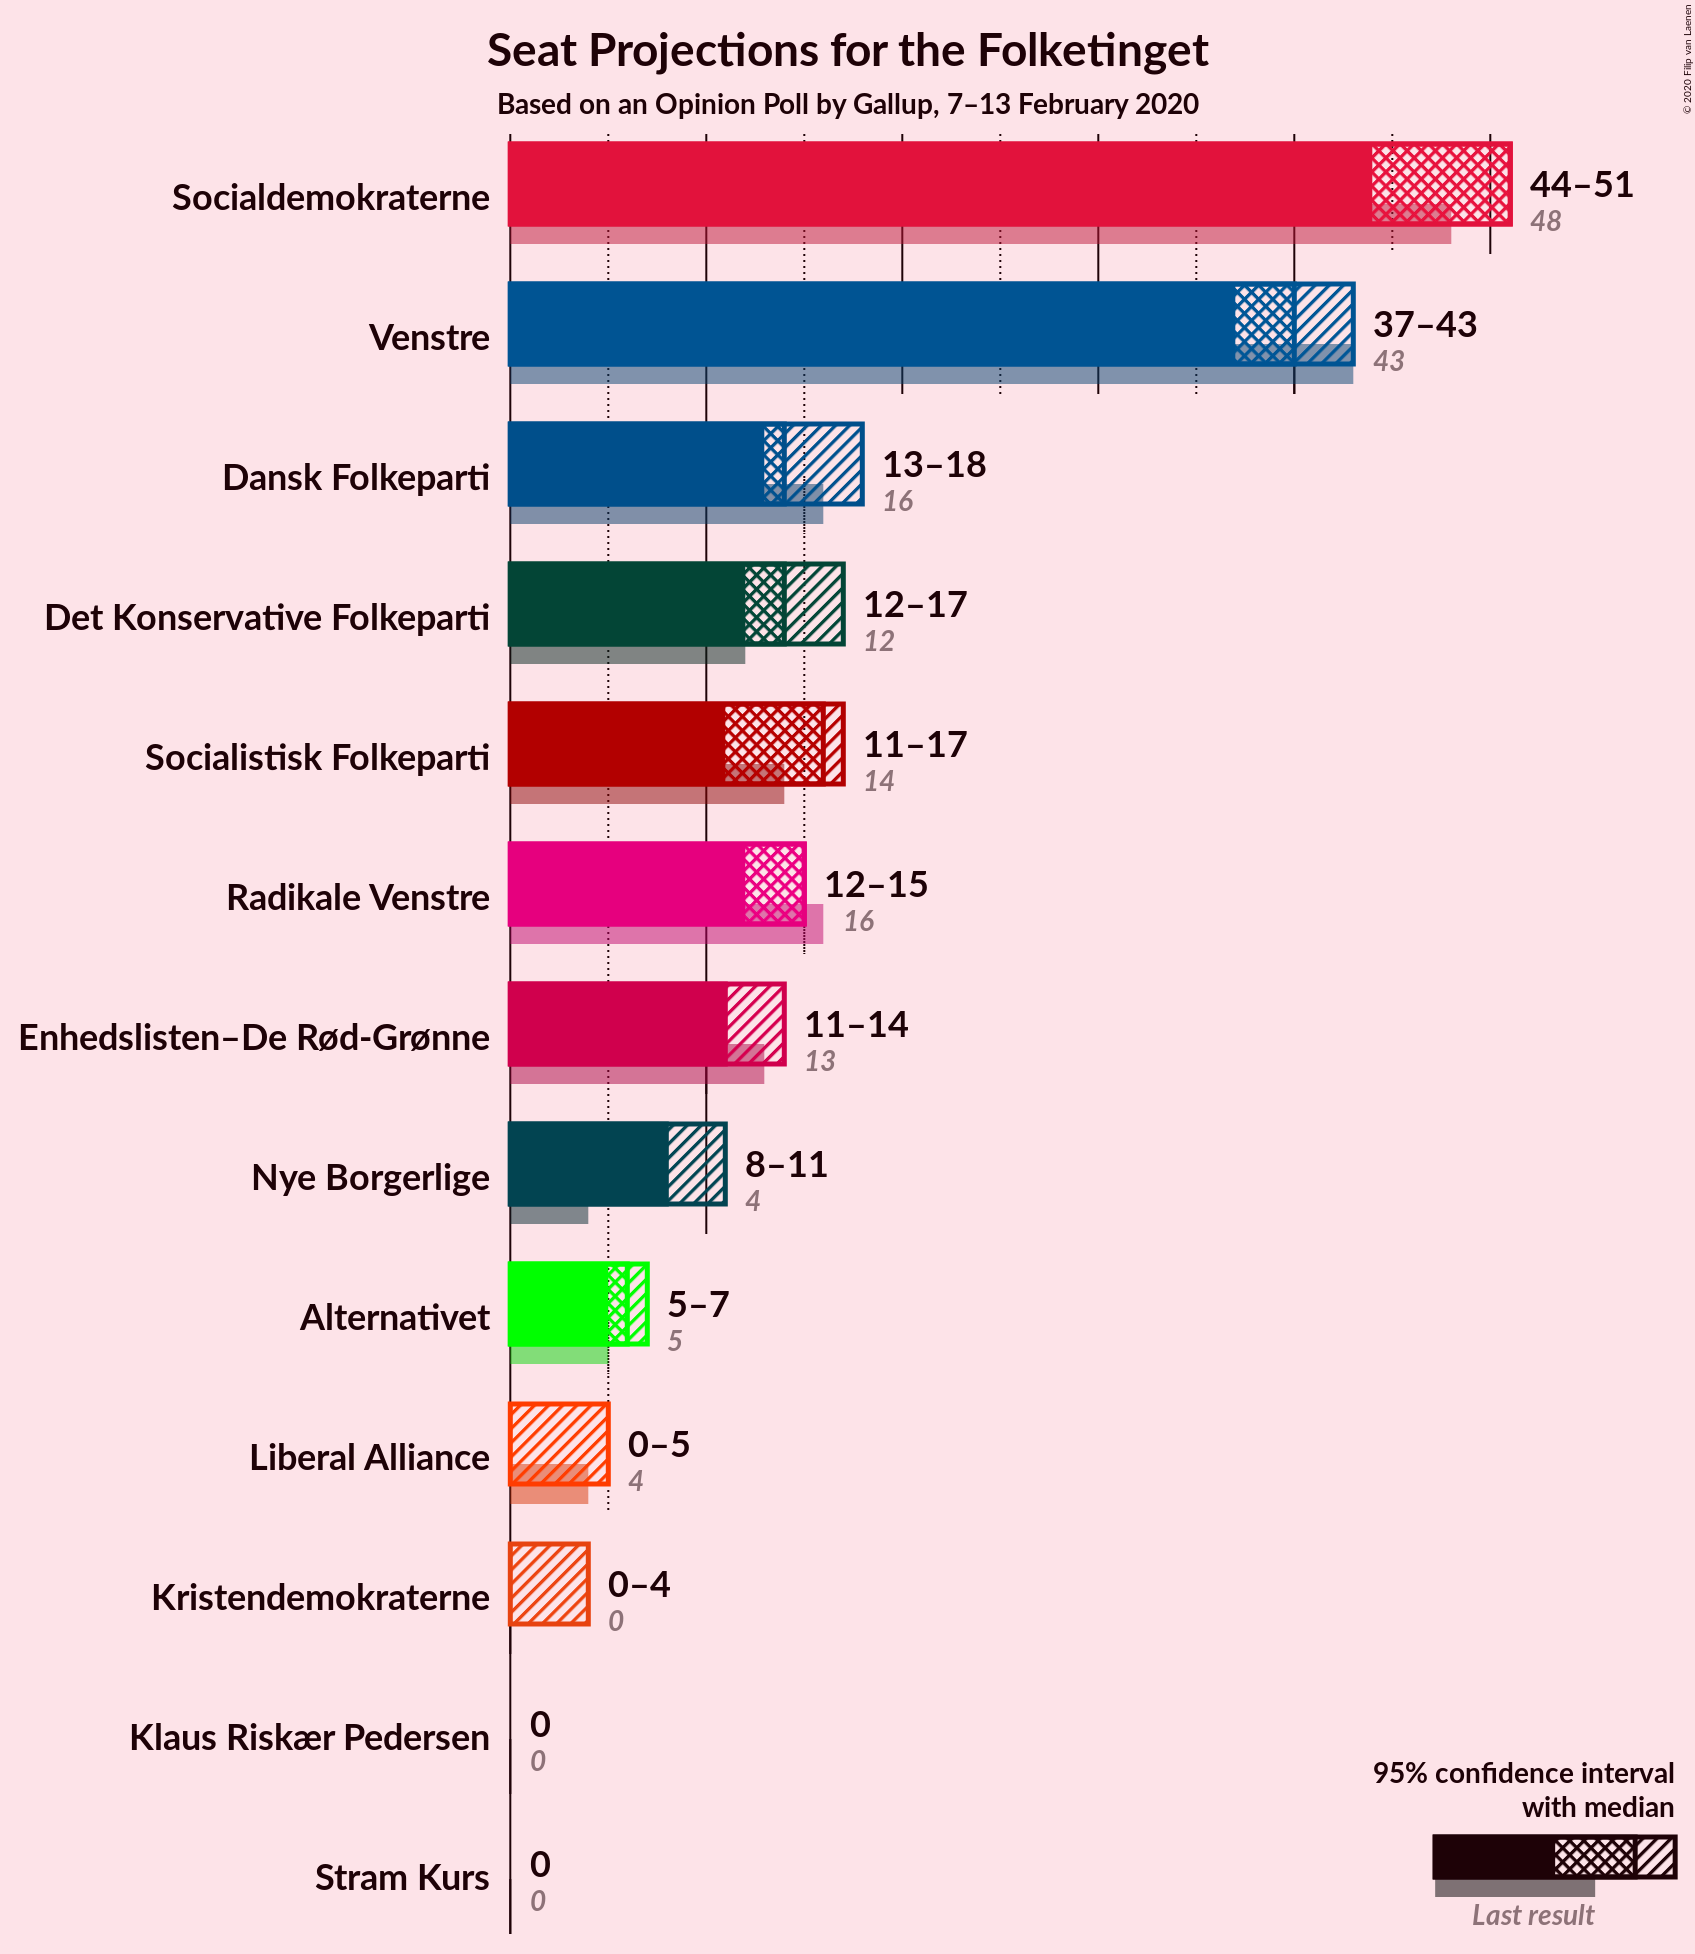 Seat Projections for the Folketinget
Based on an Opinion Poll by Gallup, 7–13 February 2020
© 2020 Filip van Laenen
Socialdemokraterne
44–51
48
Venstre
37–43
43
Dansk Folkeparti
13–18
16
Det Konservative Folkeparti
12–17
12
Socialistisk Folkeparti
11–17
14
Radikale Venstre
12–15
16
Enhedslisten–De Rød-Grønne
11–14
13
Nye Borgerlige
8–11
4
Alternativet
5–7
5
Liberal Alliance
0–5
4
Kristendemokraterne
0–4
0
Klaus Riskær Pedersen
0
0
Stram Kurs
0
0
95% confidence interval
with median
Last result